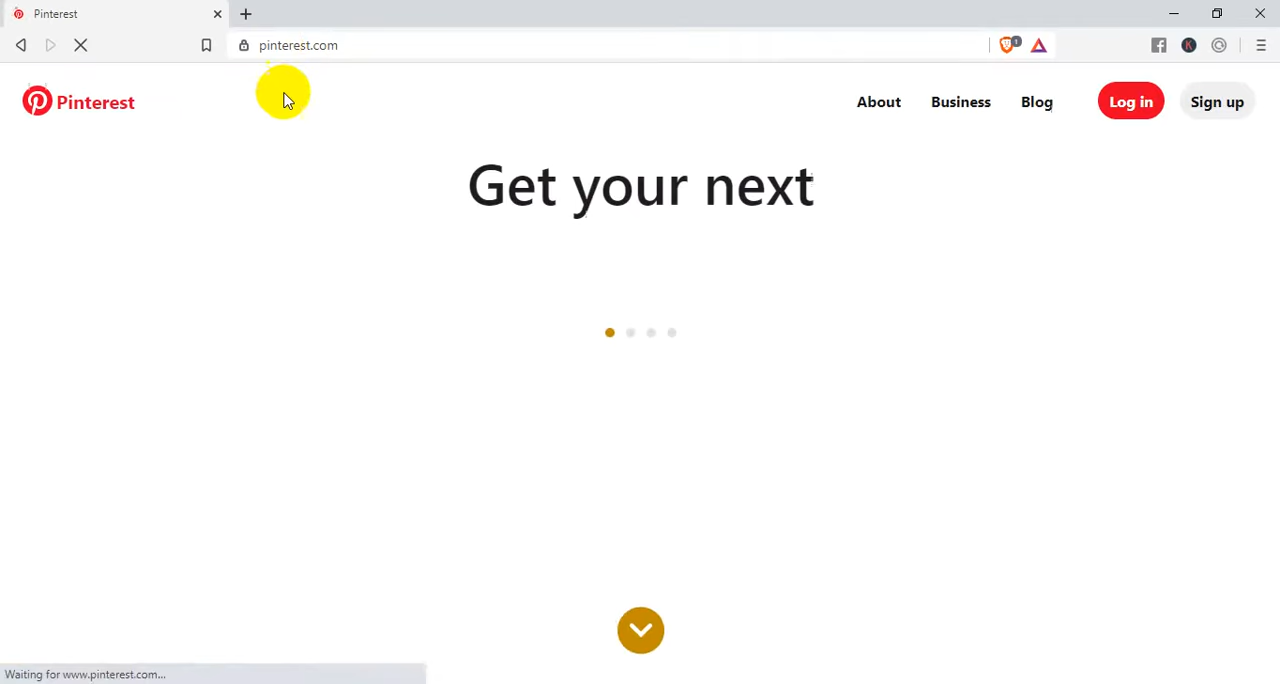 Pinterest
pinterest.com
1
Pinterest
About
Business
Blog
Log in
Sign up
Get your next
Waiting for www.pinterest.com...